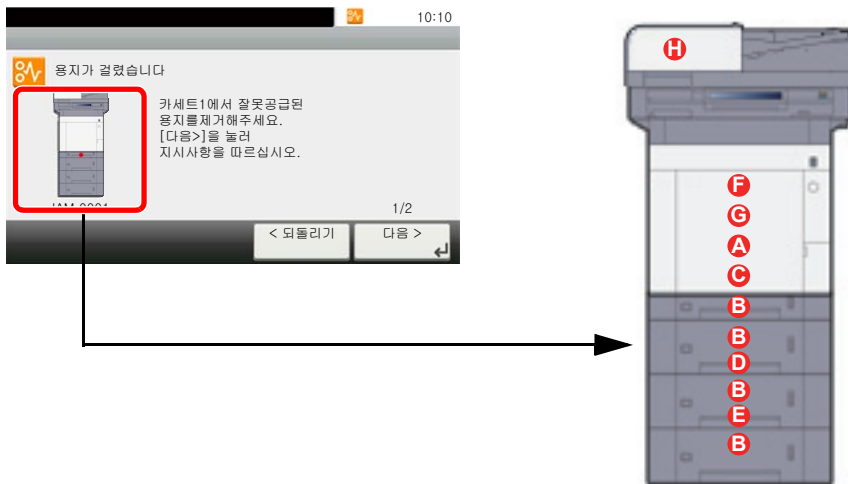 10:10
용지가 걸렸습니다
카세트1에서 잘못공급된
용지를제거해주세요.
[다음>]을 눌러
지시사항을 따르십시오.
1/2
< 되돌리기
다음 >
H
F
G
A
C
B
B
D
B
E
B